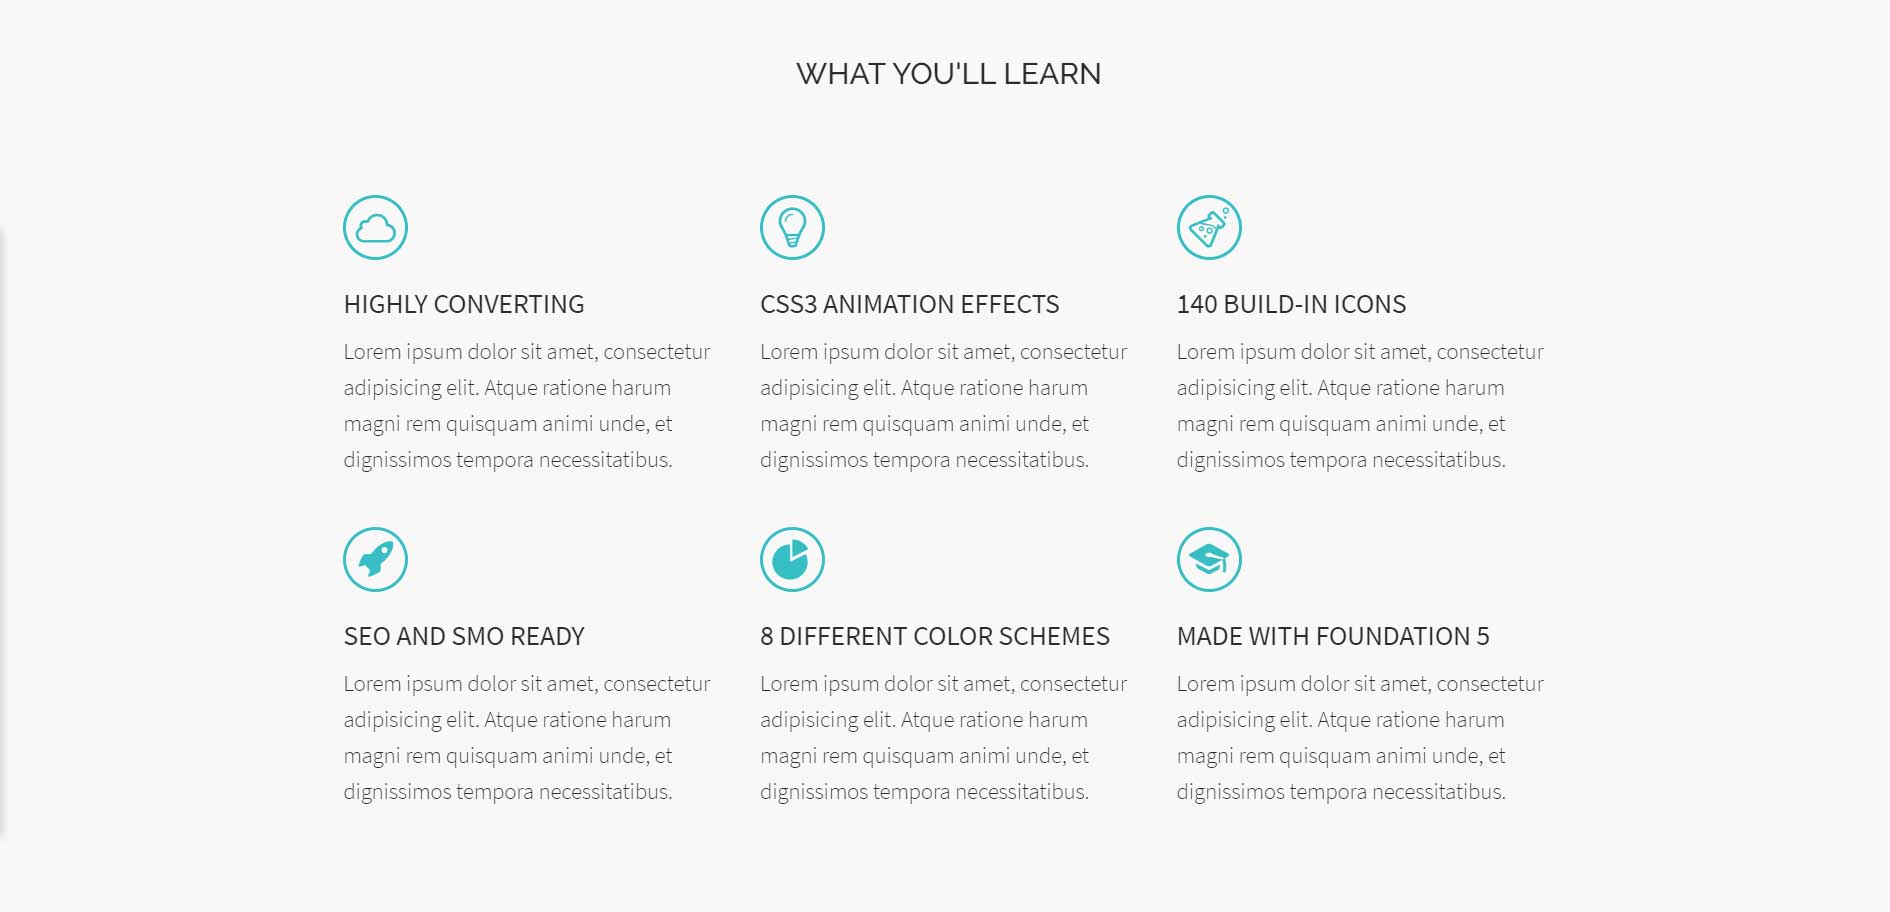 WHAT YOU'LL LEARN
HIGHLY CONVERTING
Lorem ipsum dolor sit amet, consectetur
adipisicing elit. Atque ratione harum
magni rem quisquam animi unde, et
dignissimos tempora necessitatibus.
CSS3 ANIMATION EFFECTS
Lorem ipsum dolor sit amet, consectetur
adipisicing elit. Atque ratione harum
magni rem quisquam animi unde, et
dignissimos tempora necessitatibus.
140 BUILD-IN ICONS
Lorem ipsum dolor sit amet, consectetur
adipisicing elit. Atque ratione harum
magni rem quisquam animi unde, et
dignissimos tempora necessitatibus.
SEO AND SMO READY
Lorem ipsum dolor sit amet, consectetur
adipisicing elit. Atque ratione harum
magni rem quisquam animi unde, et
dignissimos tempora necessitatibus.
8 DIFFERENT COLOR SCHEMES
Lorem ipsum dolor sit amet, consectetur
adipisicing elit. Atque ratione harum
magni rem quisquam animi unde, et
dignissimos tempora necessitatibus.
MADE WITH FOUNDATION 5
Lorem ipsum dolor sit amet, consectetur
adipisicing elit. Atque ratione harum
magni rem quisquam animi unde, et
dignissimos tempora necessitatibus.